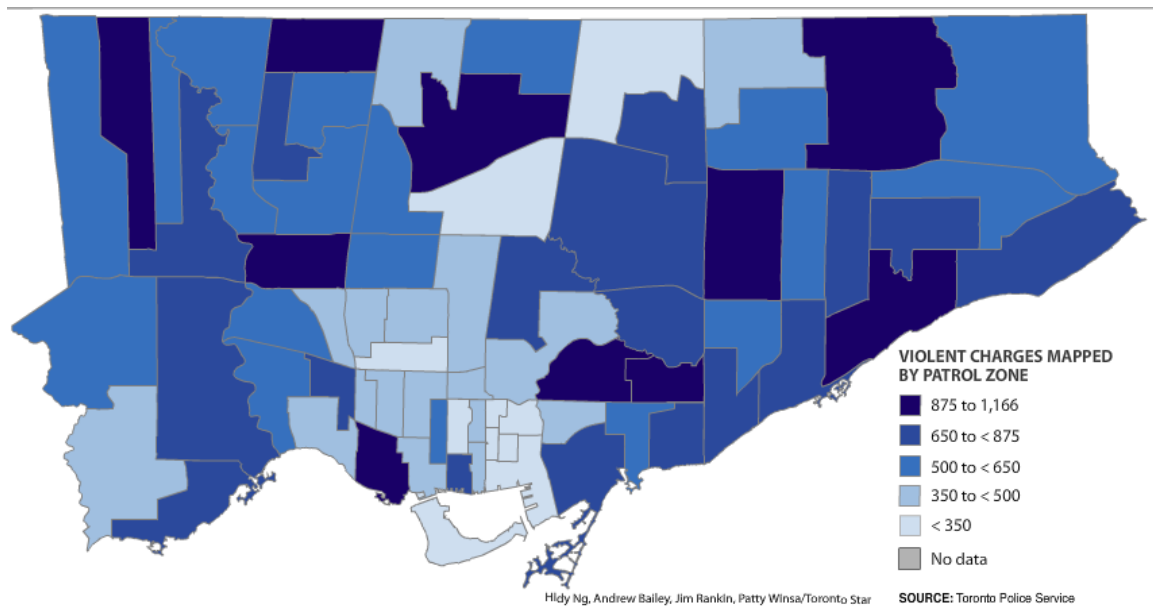 VIOLENT CHARGES MAPPED
BY PATROL ZONE
875 to 1,166
650 to < 875
500 to < 650
350 to < 500
< 350
No data
Hidy Ng, Andrew Bailey, Jim Rankin, Patty Winsa/Toronto Star
SOURCE: Toronto Police Service